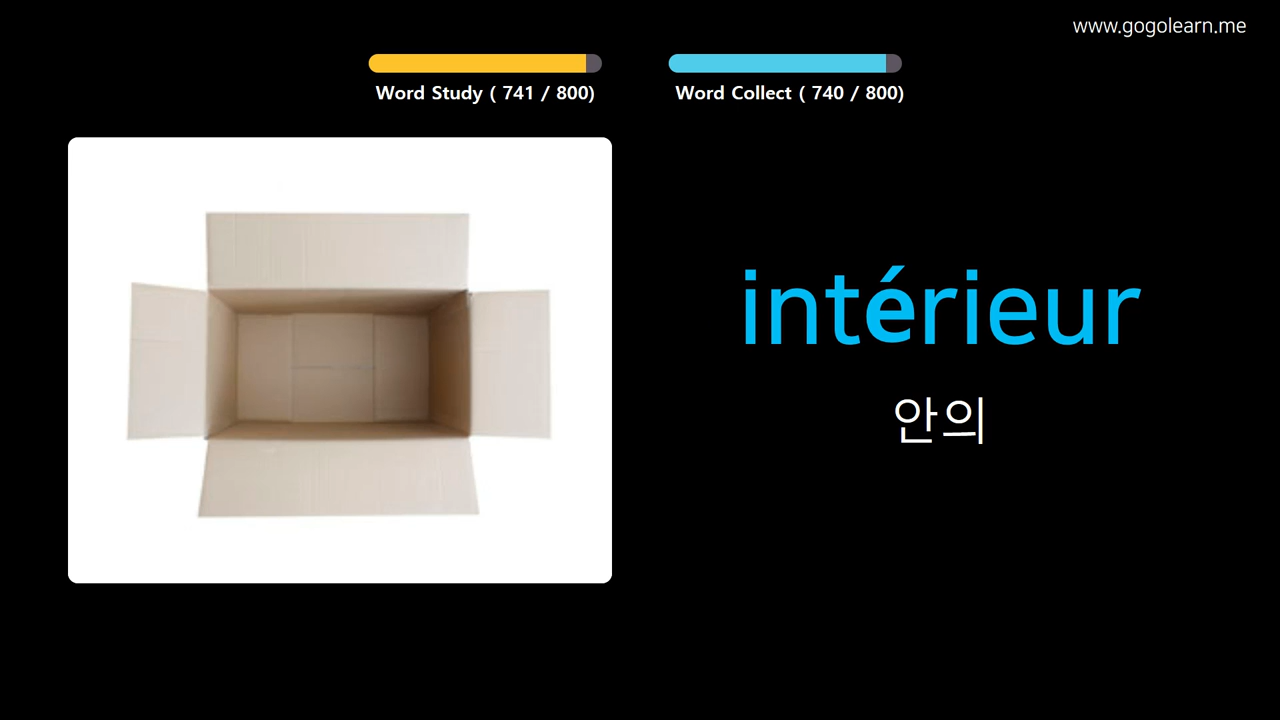 www.gogolearn.me
Word Study ( 741 / 800)
Word Collect ( 740 / 800)
intérieur
안의